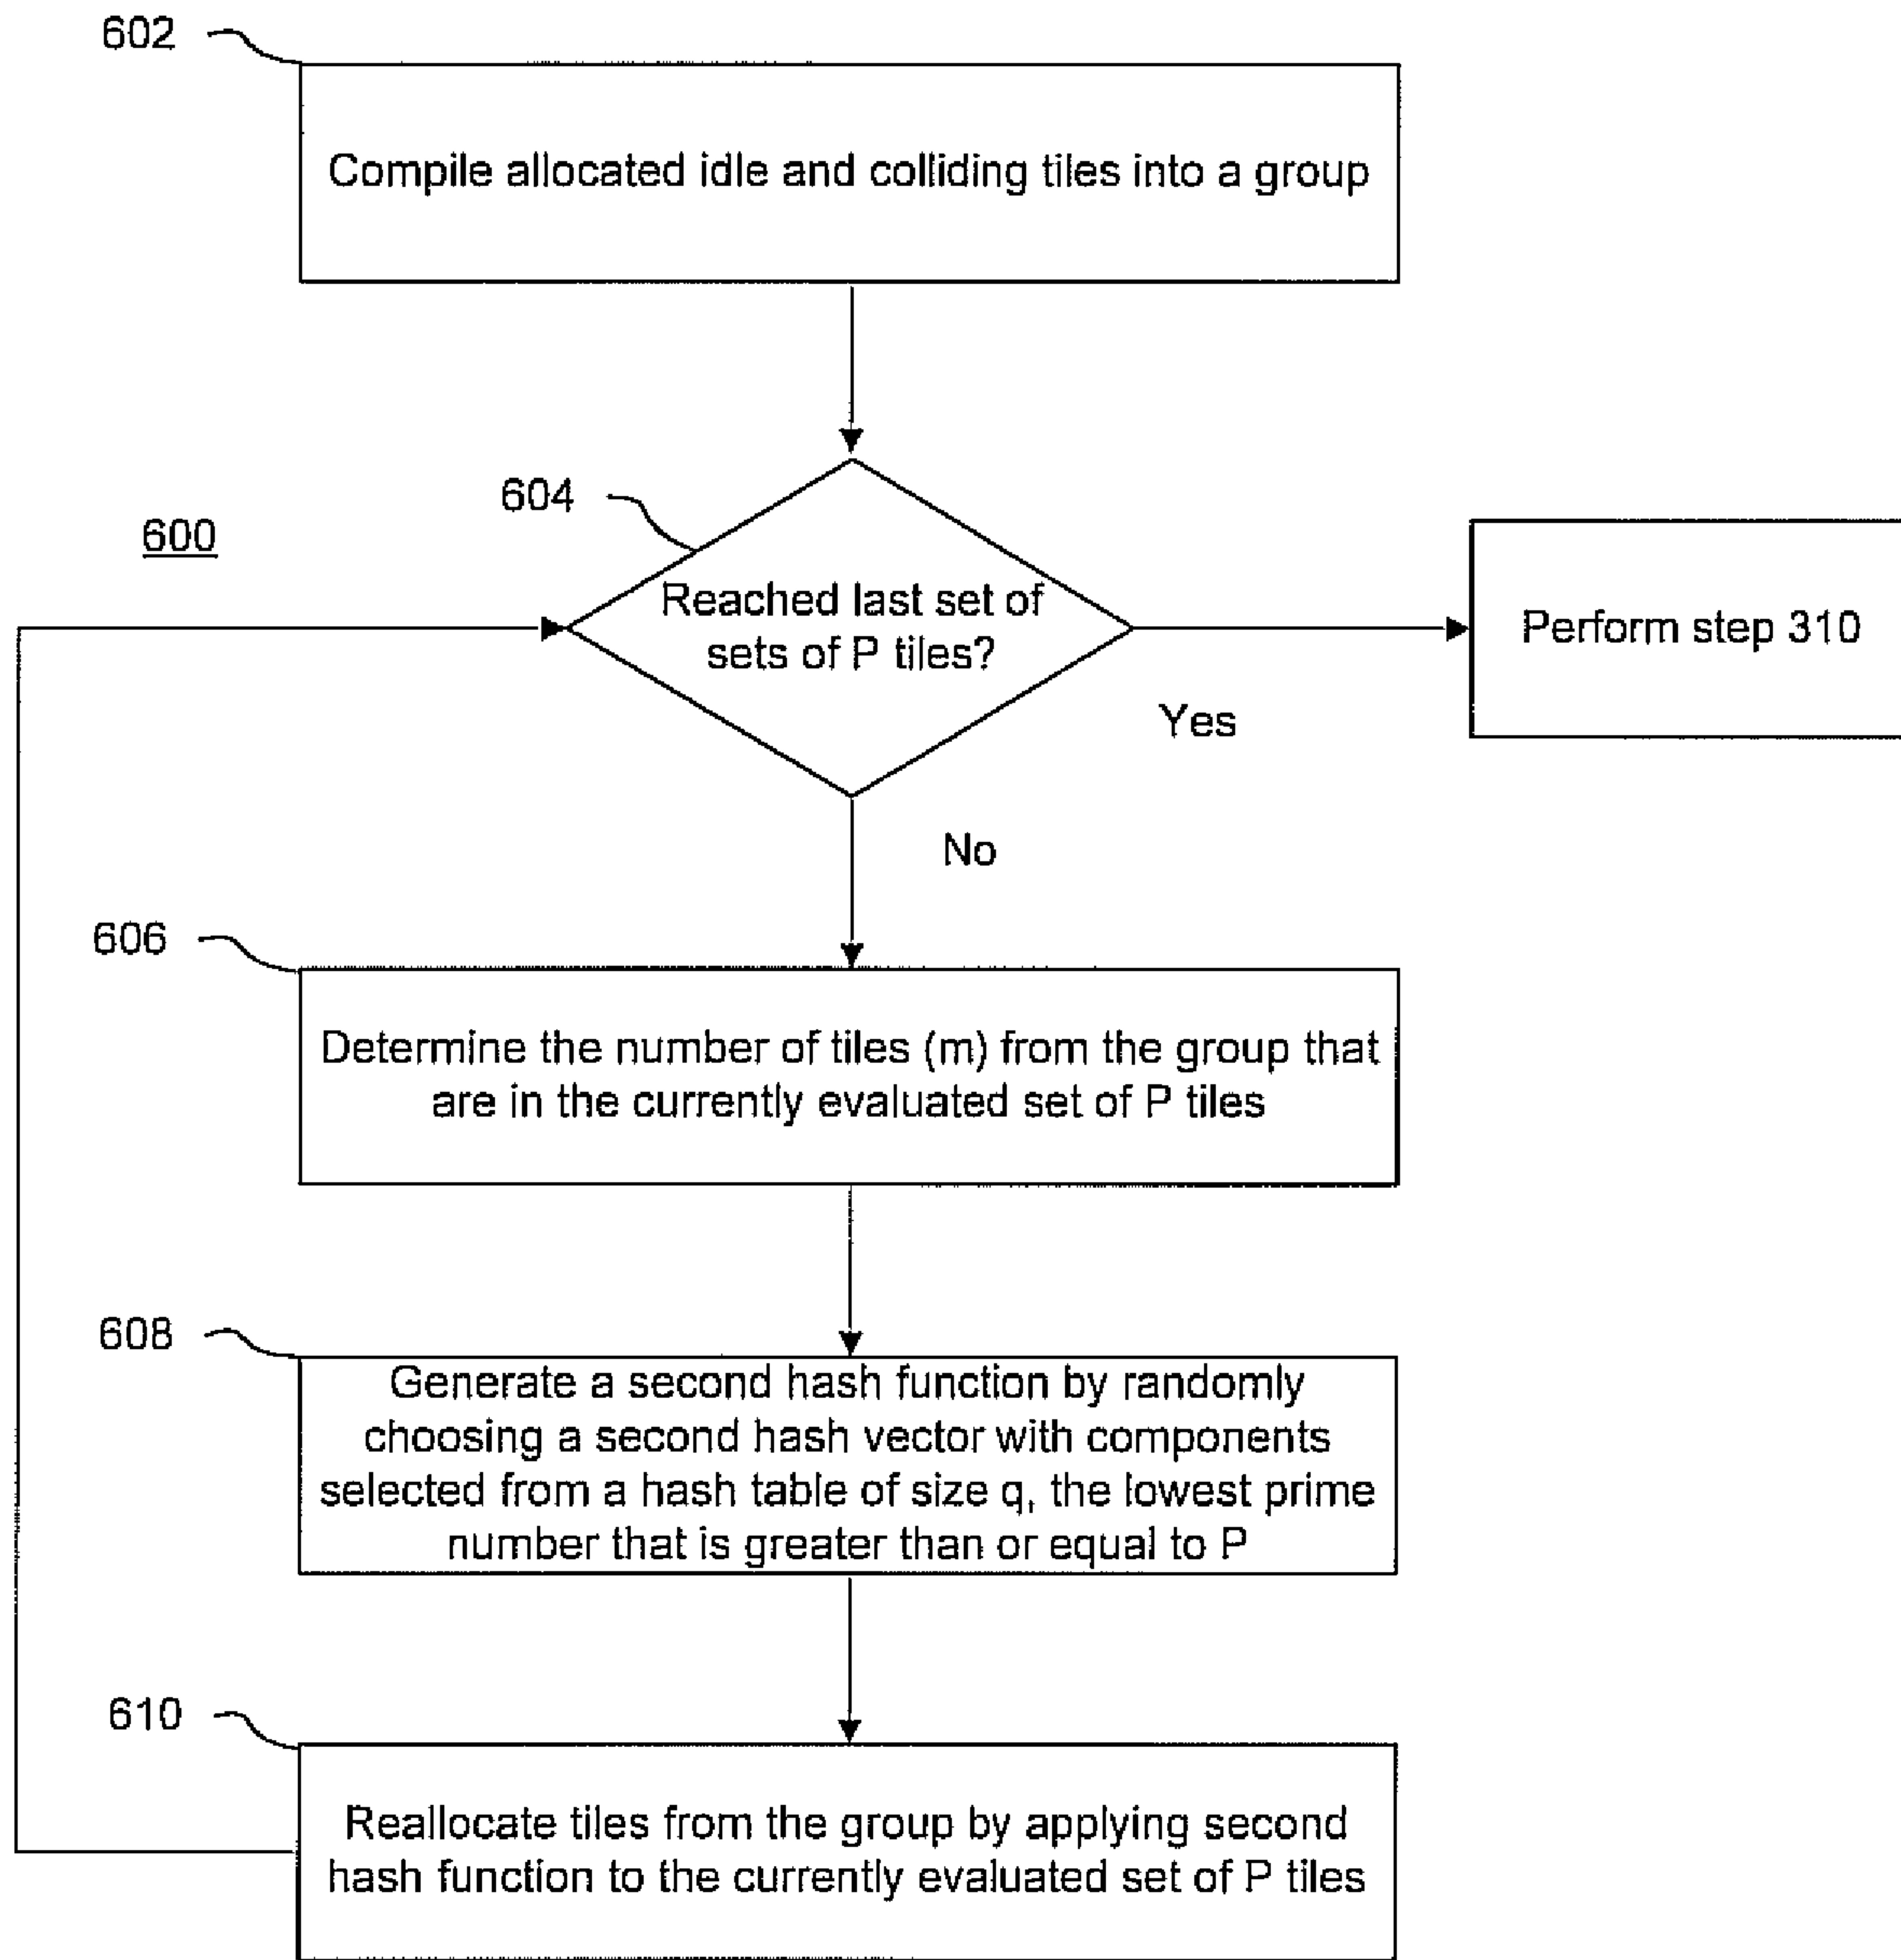 602
Compile allocated idle and colliding tiles into a group
604
600
Reached last set of
sets of P tiles?
Perform step 310
Yes
No
606
Determine the number of tiles (m) from the group that
are in the currently evaluated set of P tiles
608
Generate a second hash function by randomly
choosing a second hash vector with components
selected from a hash table of size q, the lowest prime
number that is greater than or equal to P
610
Reallocate tiles from the group by applying second
hash function to the currently evaluated set of P tiles